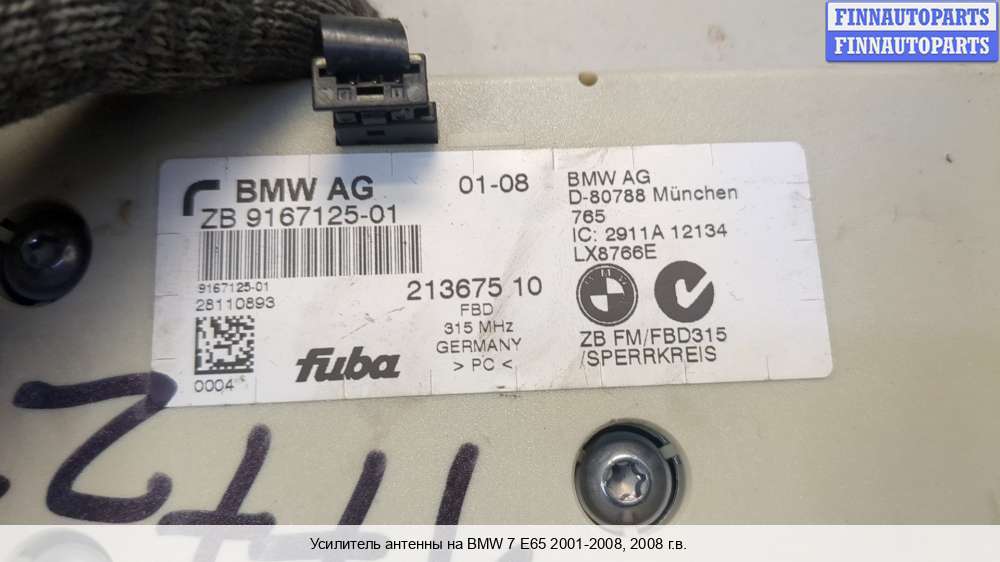 FINNAUTOPARTS
FINNAUTOPARTS
BMW AG
01-08
ZB 9167125-01
9167125-01
28110893
0004
213675 10
FBD
315 MHz
GERMANY
> PC <
fuba
BMW AG
D-80788 München
765
IC: 2911A 12134
LX8766E
BMW
ZB FM/FBD315
/SPERRKREIS
Усилитель антенны на BMW 7 E65 2001-2008, 2008 г.в.